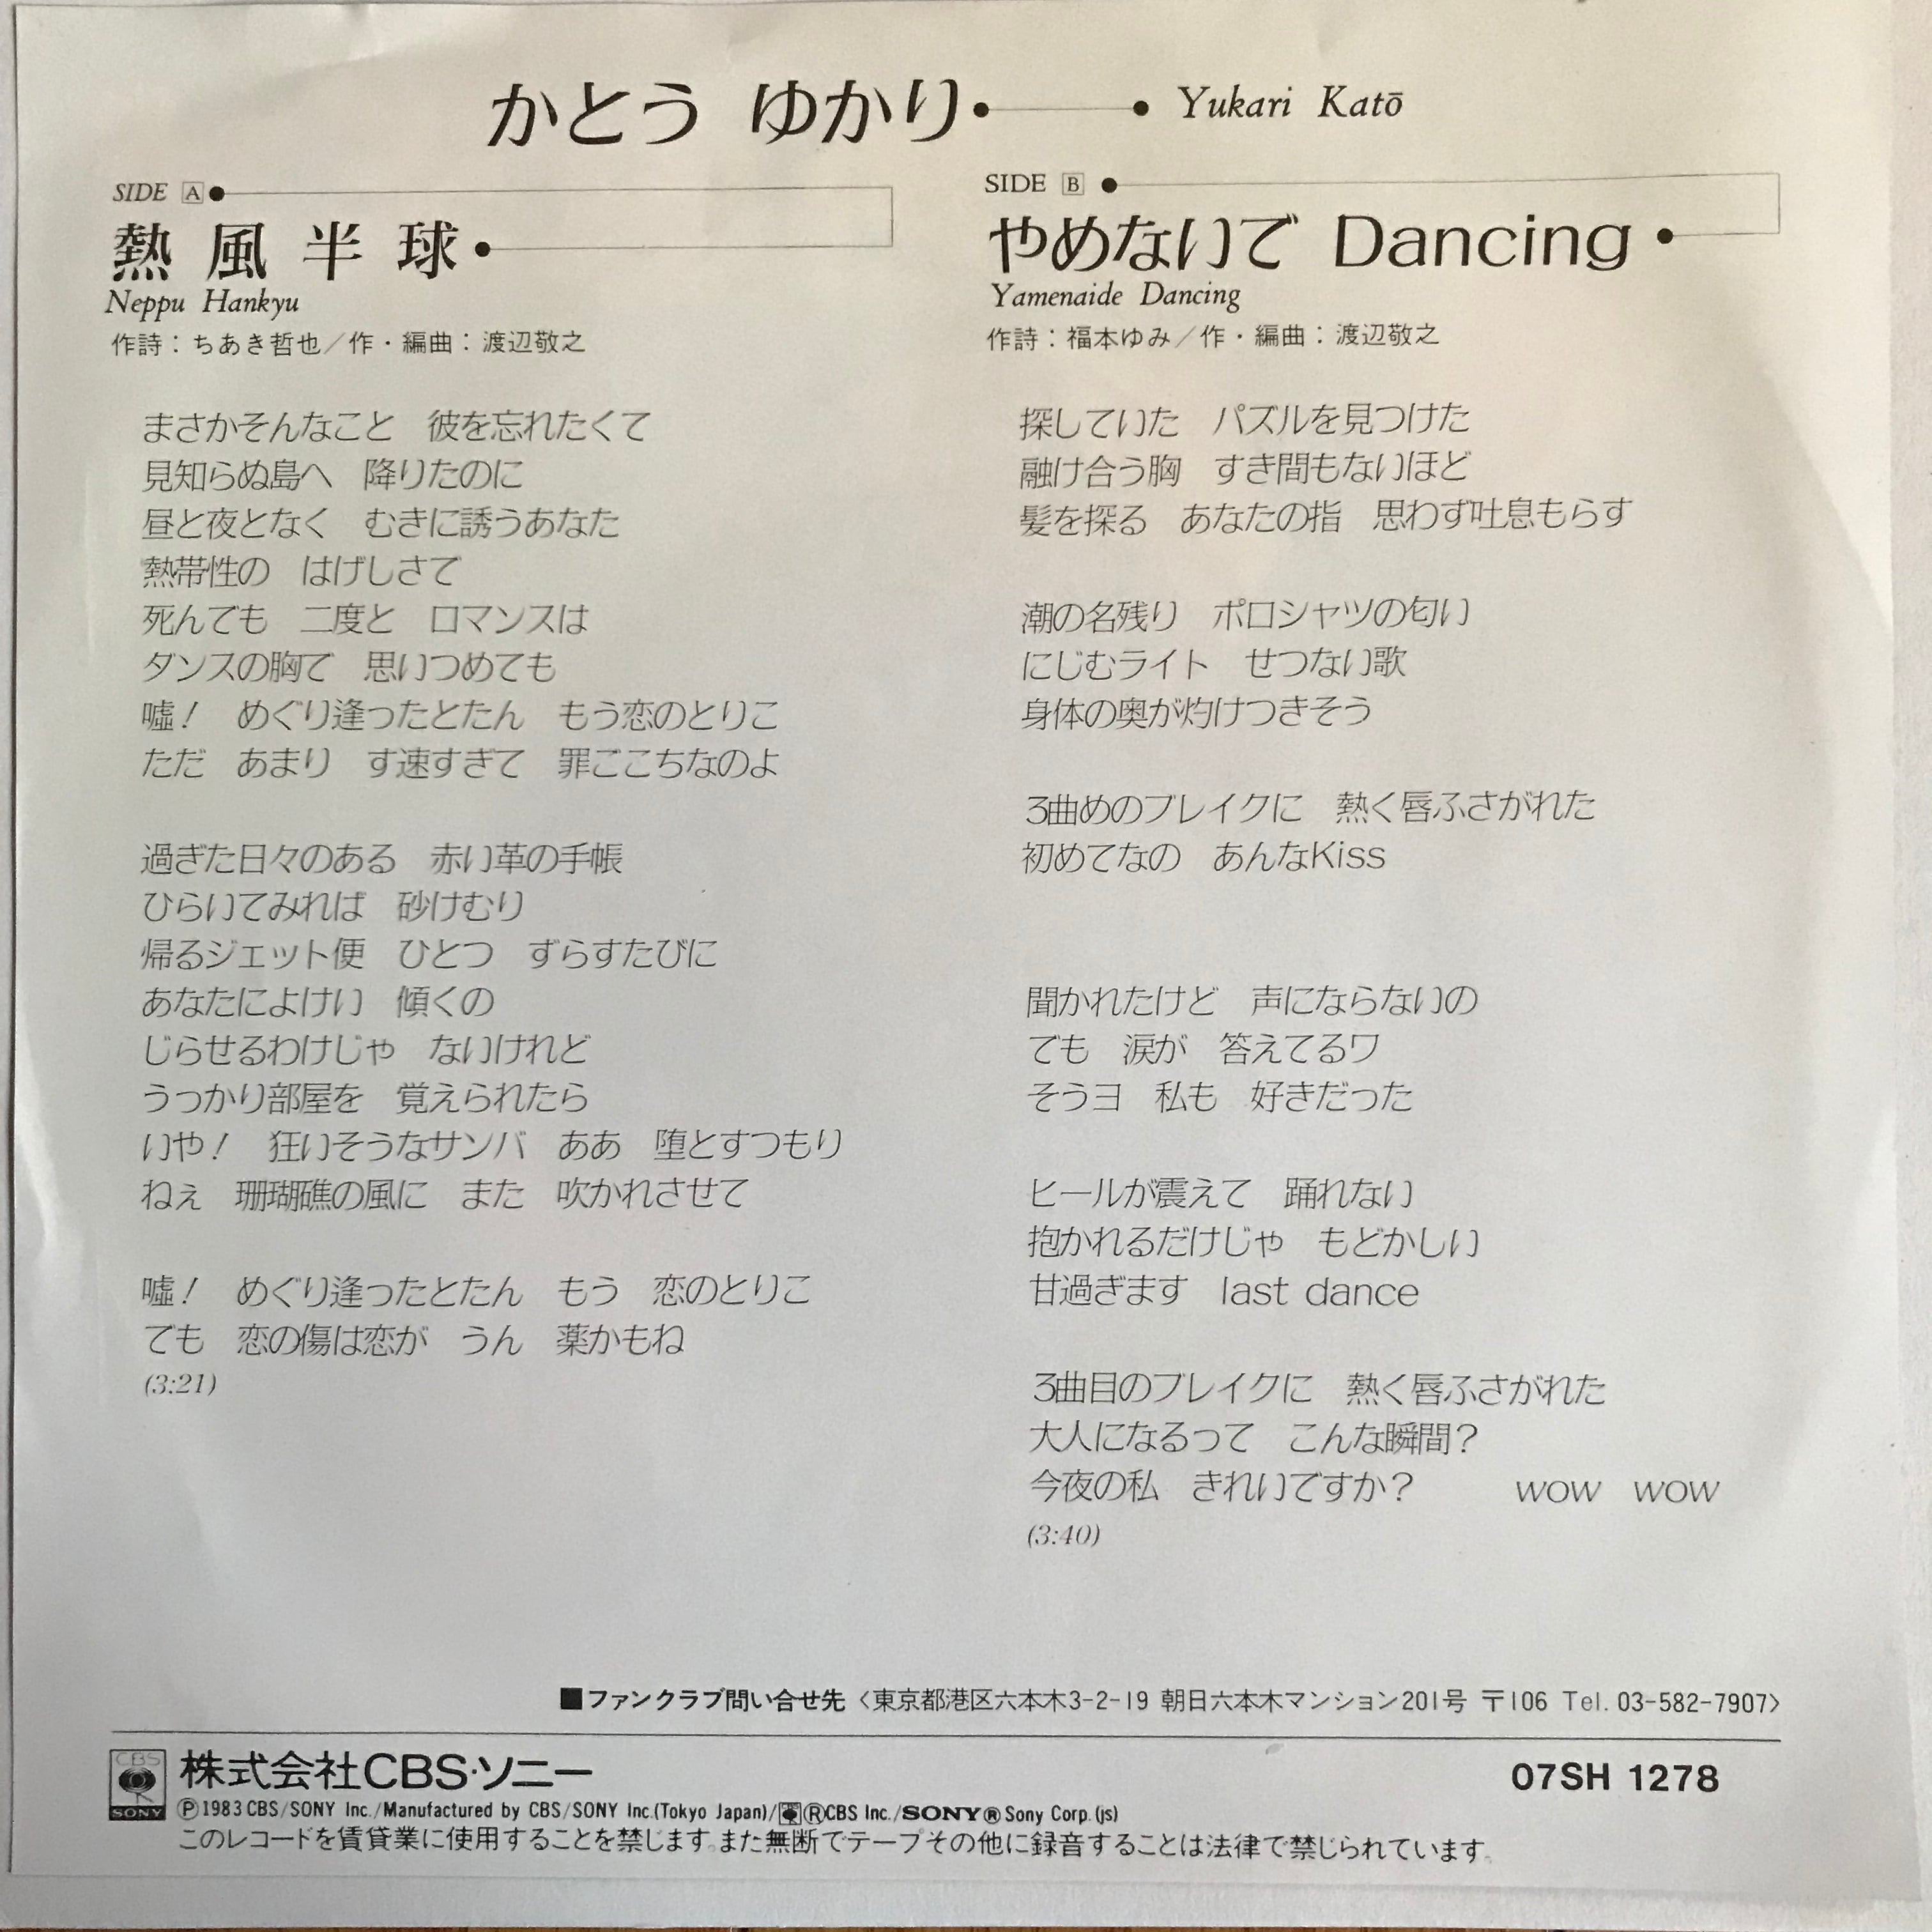 かとう ゆかり Yukari Katō
SIDE A
熱風半球
Neppu Hankyu
作詩：ちあき哲也／作・編曲：渡辺敬之
まさかそんなこと　彼を忘れたくて
見知らぬ島へ　降りたのに
昼と夜となく　むきに誘うあなた
熱帯性の　はげしさで
死んでも　二度と　ロマンスは
ダンスの胸で　思いつめても
嘘！　めぐり逢ったとたん　もう恋のとりこ
ただ　あまり　す速すぎて　罪ごこちなのよ
過ぎた日々のある　赤い革の手帳
ひらいてみれば　砂けむり
帰るジェット便　ひとつ　ずらすたびに
あなたによけい　傾くの
じらせるわけじゃ　ないけれど
うっかり部屋を　覚えられたら
いや！　狂いそうなサンバ　ああ　堕とすつもり
ねぇ　珊瑚礁の風に　また　吹かれさせて
嘘！　めぐり逢ったとたん　もう　恋のとりこ
でも　恋の傷は恋が　うん　薬かもね
(3:21)
SIDE B
やめないで Dancing
Yamenaide Dancing
作詩：福本ゆみ／作・編曲：渡辺敬之
探していた　パズルを見つけた
融け合う胸　すき間もないほど
髪を探る　あなたの指　思わず吐息もらす
潮の名残り　ポロシャツの匂い
にじむライト　せつない歌
身体の奥が灼けつきそう
3曲めのブレイクに　熱く唇ふさがれた
初めてなの　あんなKiss
聞かれたけど　声にならないの
でも　涙が　答えてるワ
そうヨ　私も　好きだった
ヒールが震えて　踊れない
抱かれるだけじゃ　もどかしい
甘過ぎます　last dance
3曲目のブレイクに　熱く唇ふさがれた
大人になるって　こんな瞬間？
今夜の私　きれいですか？　　　wow　wow
(3:40)
■ファンクラブ問い合せ先〈東京都港区六本木3-2-19 朝日六本木マンション201号 〒106 Tel. 03-582-7907〉
CBS SONY 株式会社CBS・ソニー 07SH 1278
Ⓟ1983 CBS/SONY Inc./Manufactured by CBS/SONY Inc.(Tokyo Japan)/ⓇCBS Inc./SONY® Sony Corp. (js)
このレコードを賃貸業に使用することを禁じます。また無断でテープその他に録音することは法律で禁じられています。